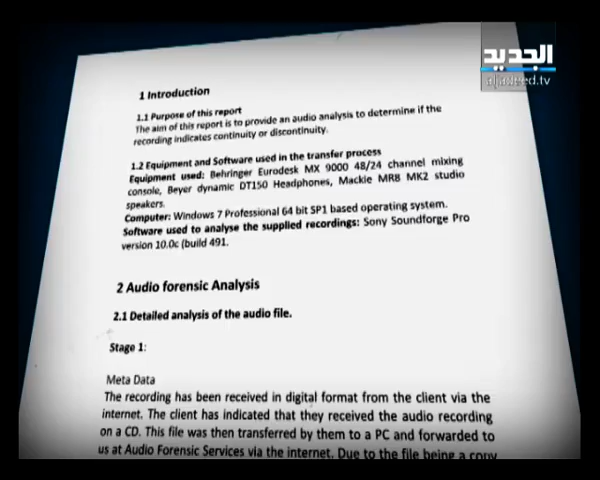 الجديد
aljadeed.tv
1 Introduction
1.1 Purpose of this report
The aim of this report is to provide an audio analysis to determine if the
recording indicates continuity or discontinuity.
1.2 Equipment and Software used in the transfer process
Equipment used: Behringer Eurodesk MX 9000 48/24 channel mixing
console, Beyer dynamic DT150 Headphones, Mackie MR8 MK2 studio
speakers.
Computer: Windows 7 Professional 64 bit SP1 based operating system.
Software used to analyse the supplied recordings: Sony Soundforge Pro
version 10.0c (build 491.
2 Audio forensic Analysis
2.1 Detailed analysis of the audio file.
Stage 1:
Meta Data
The recording has been received in digital format from the client via the
internet. The client has indicated that they received the audio recording
on a CD. This file was then transferred by them to a PC and forwarded to
us at Audio Forensic Services via the internet. Due to the file being a copy